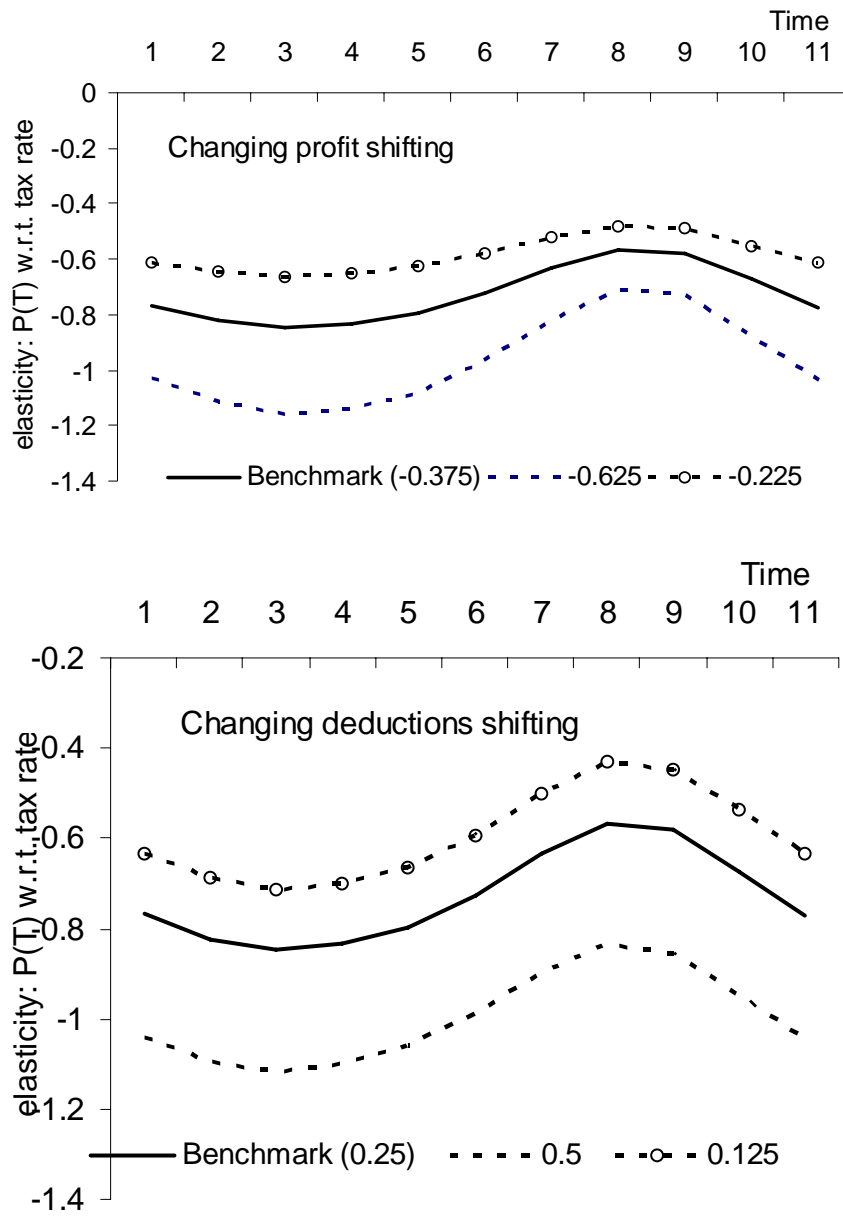 Time
1 2 3 4 5 6 7 8 9 10 11
0
-0.2
-0.4
-0.6
-0.8
-1
-1.2
-1.4
elasticity: P(T) w.r.t. tax rate
Changing profit shifting
Benchmark (-0.375) -0.625 -0.225
Time
1 2 3 4 5 6 7 8 9 10 11
-0.2
-0.4
-0.6
-0.8
-1
-1.2
-1.4
elasticity: P(T) w.r.t. tax rate
Changing deductions shifting
Benchmark (0.25) 0.5 0.125